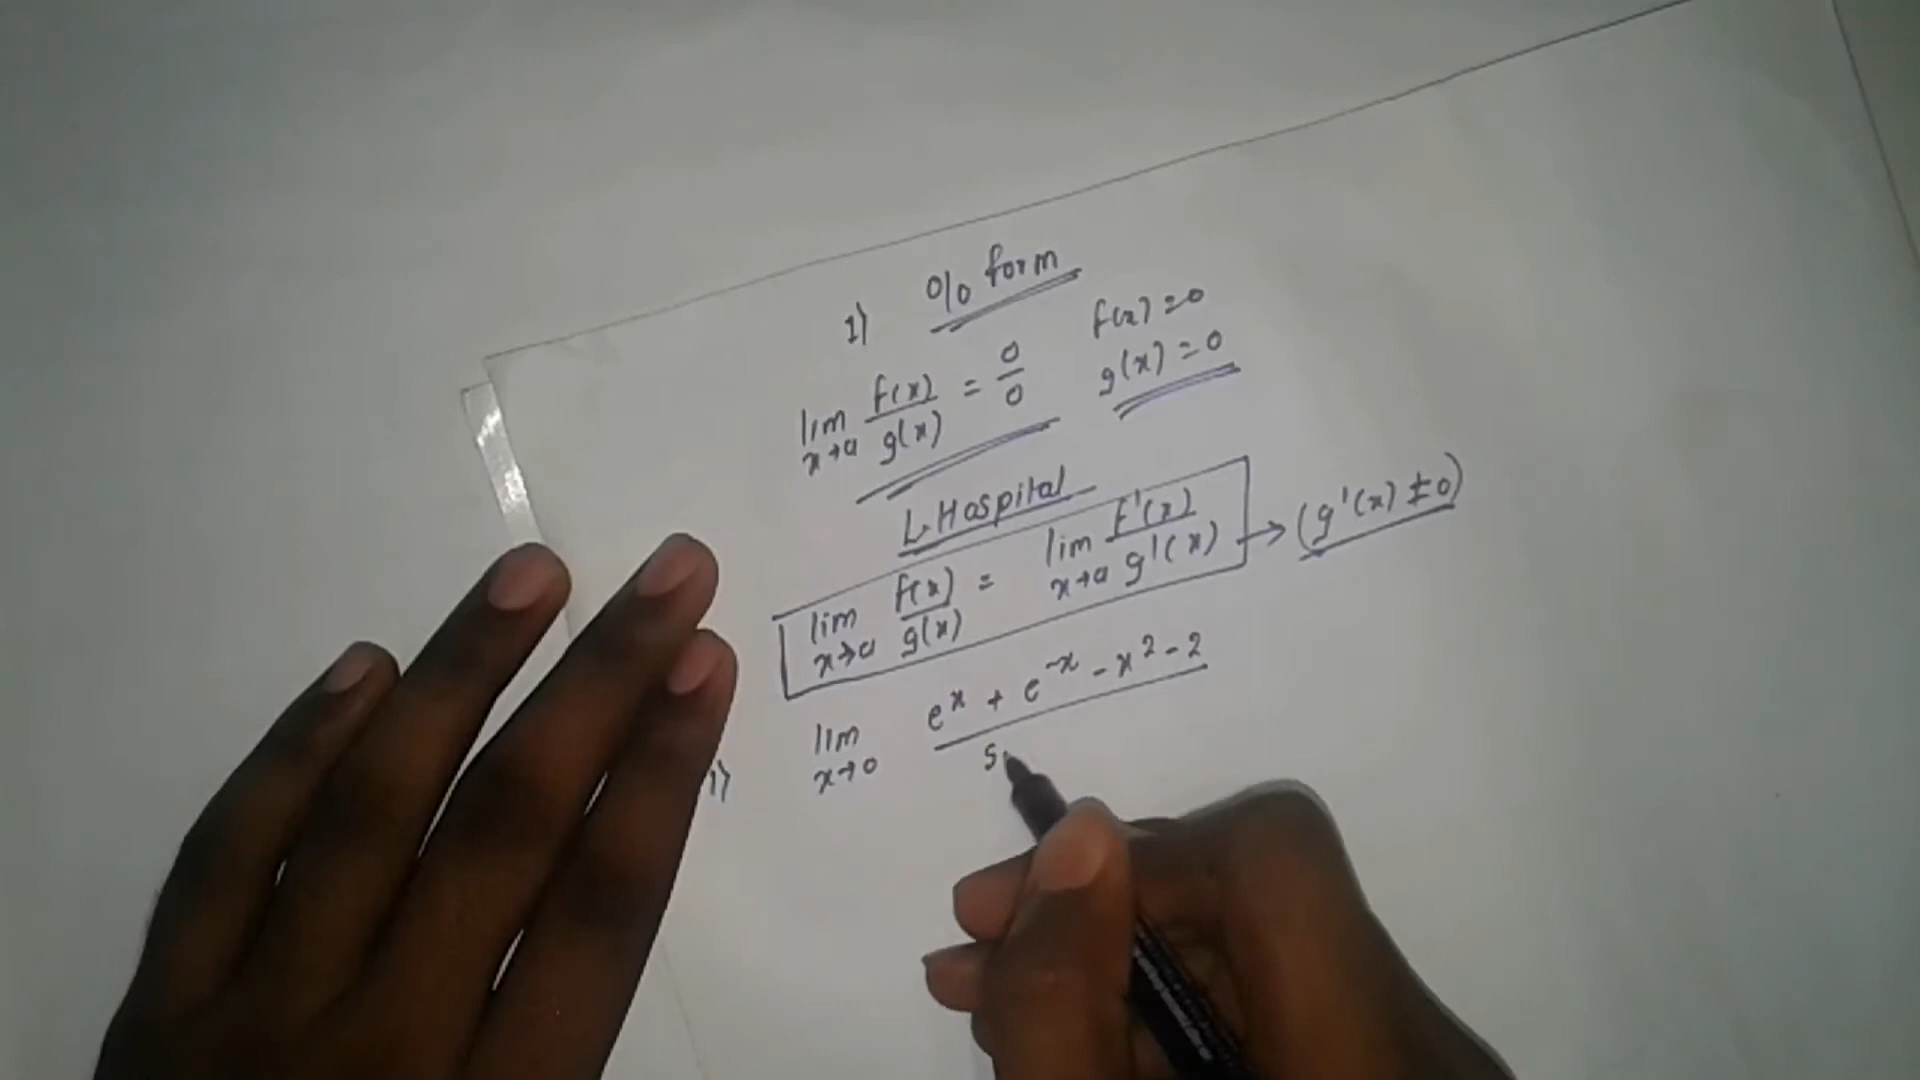 1) 0/0 form
lim x→a f(x)/g(x) = 0/0 f(x) = 0
g(x) = 0
L Hospital
lim x→a f(x)/g(x) = lim x→a f'(x)/g'(x) → (g'(x) ≠ 0)
1) lim x→0 e^x + e^-x - x^2 - 2
s